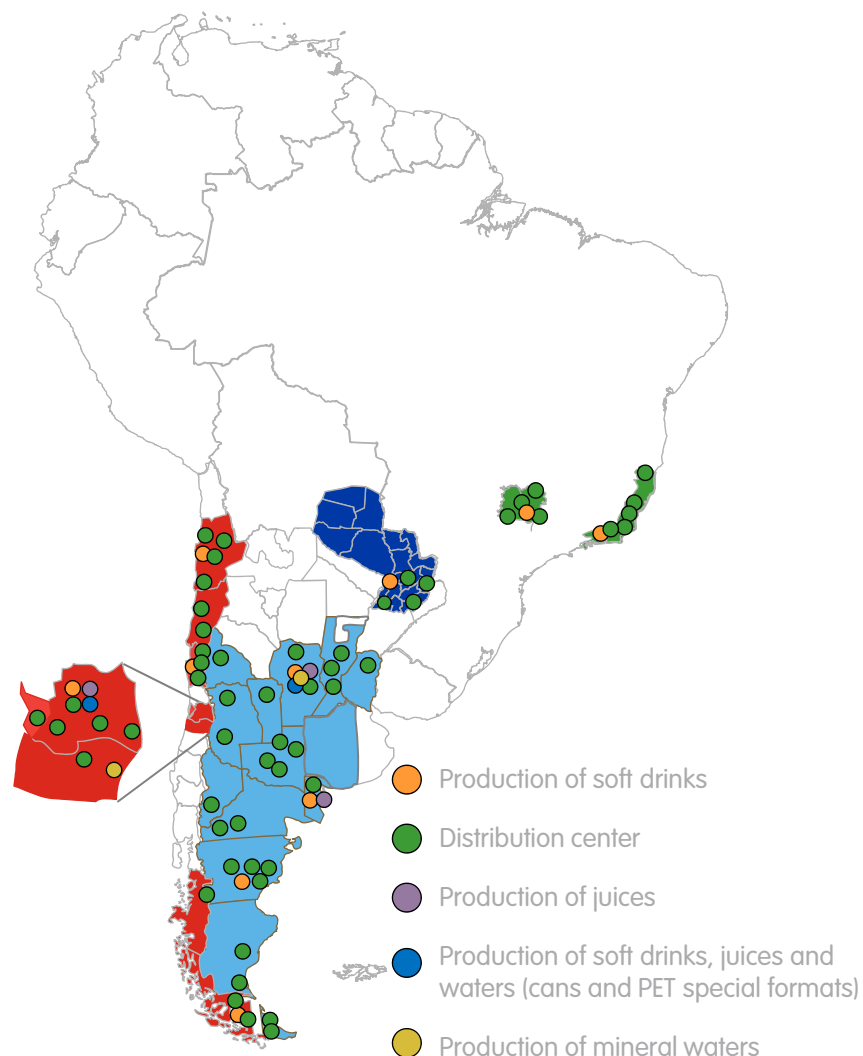 Production of soft drinks
Distribution center
Production of juices
Production of soft drinks, juices and
waters (cans and PET special formats)
Production of mineral waters